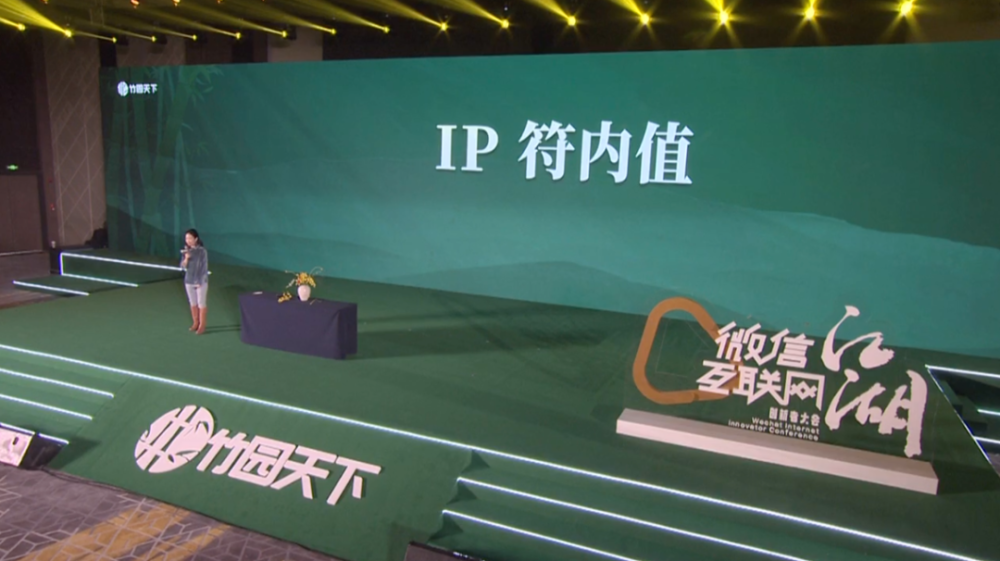 竹园天下
IP 符内值
微信
互联网
江湖
创新者大会
Wechat Internet
Innovator Conference
竹园天下